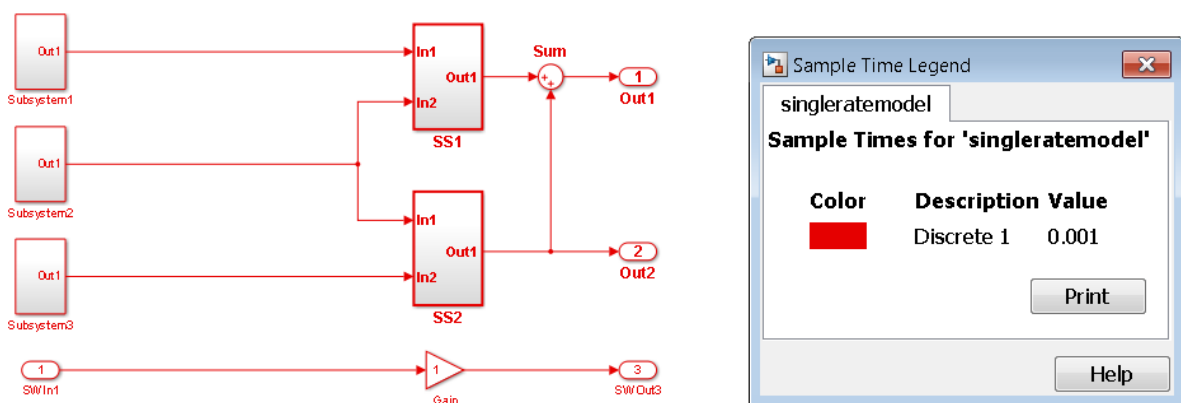 Out1
Subsystem1
Out1
Subsystem2
Out1
Subsystem3
In1
Out1
In2
SS1
In1
Out1
In2
SS2
Sum
+
+
1
Out1
2
Out2
1
SWIn1
1
Gain
3
SWOut3
Sample Time Legend
singleratemodel
Sample Times for 'singleratemodel'
Color Description Value
Discrete 1 0.001
Print
Help